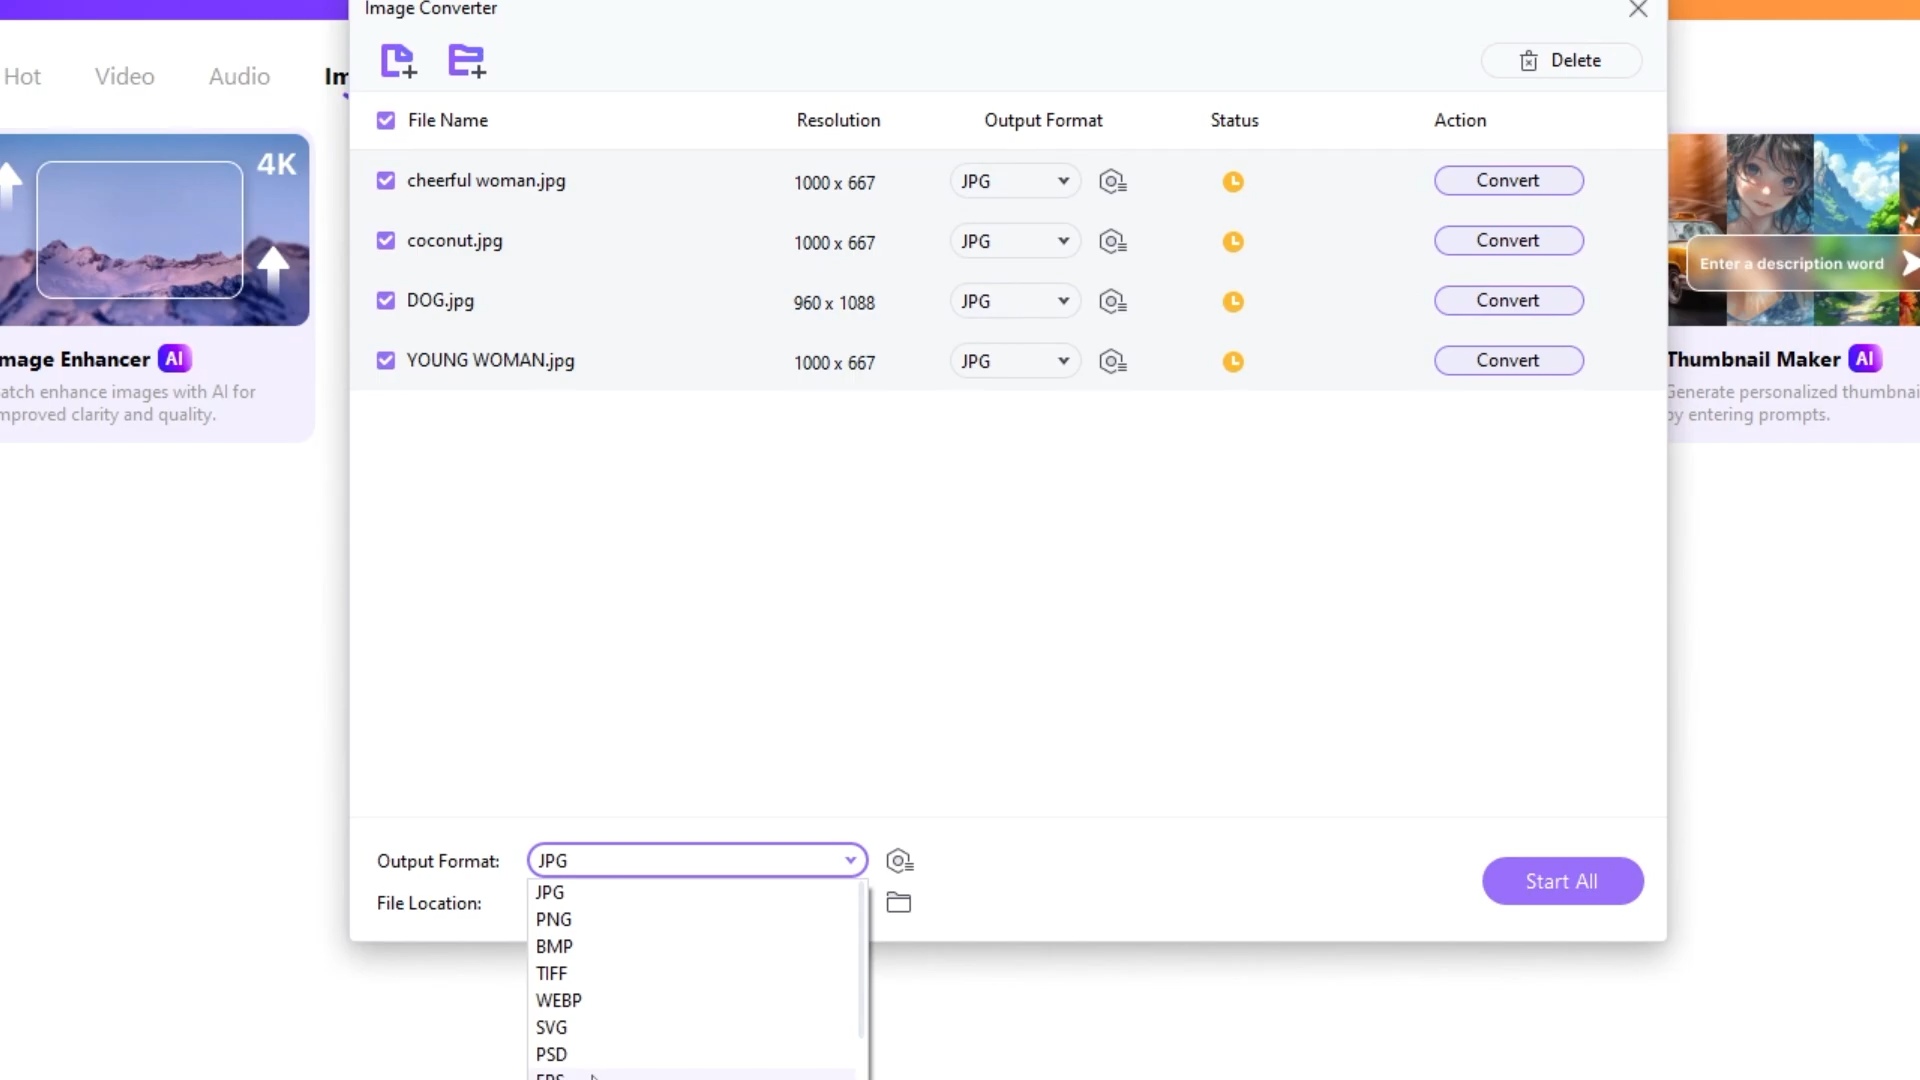 Image Converter
Delete
Hot Video Audio Im
File Name Resolution Output Format Status Action
4K
cheerful woman.jpg 1000 x 667 JPG Convert
coconut.jpg 1000 x 667 JPG Convert
Enter a description word
DOG.jpg 960 x 1088 JPG Convert
mage Enhancer AI
YOUNG WOMAN.jpg 1000 x 667 JPG Convert
Thumbnail Maker AI
atch enhance images with AI for
mproved clarity and quality.
Generate personalized thumbnai
by entering prompts.
Output Format: JPG
Start All
File Location:
JPG
PNG
BMP
TIFF
WEBP
SVG
PSD
EPS